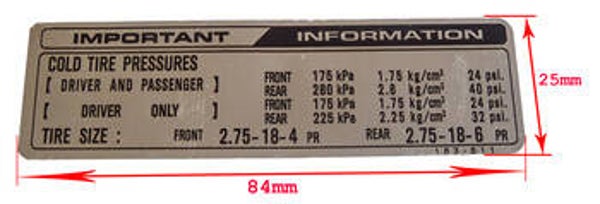 IMPORTANT INFORMATION
COLD TIRE PRESSURES
[ DRIVER AND PASSENGER ] FRONT 175 kPa 1.75 kg/cm² 24 psi.
REAR 280 kPa 2.8 kg/cm² 40 psi.
[ DRIVER ONLY ] FRONT 175 kPa 1.75 kg/cm² 24 psi.
REAR 225 kPa 2.25 kg/cm² 32 psi.
TIRE SIZE : FRONT 2.75-18-4 PR REAR 2.75-18-6 PR
25mm
84mm